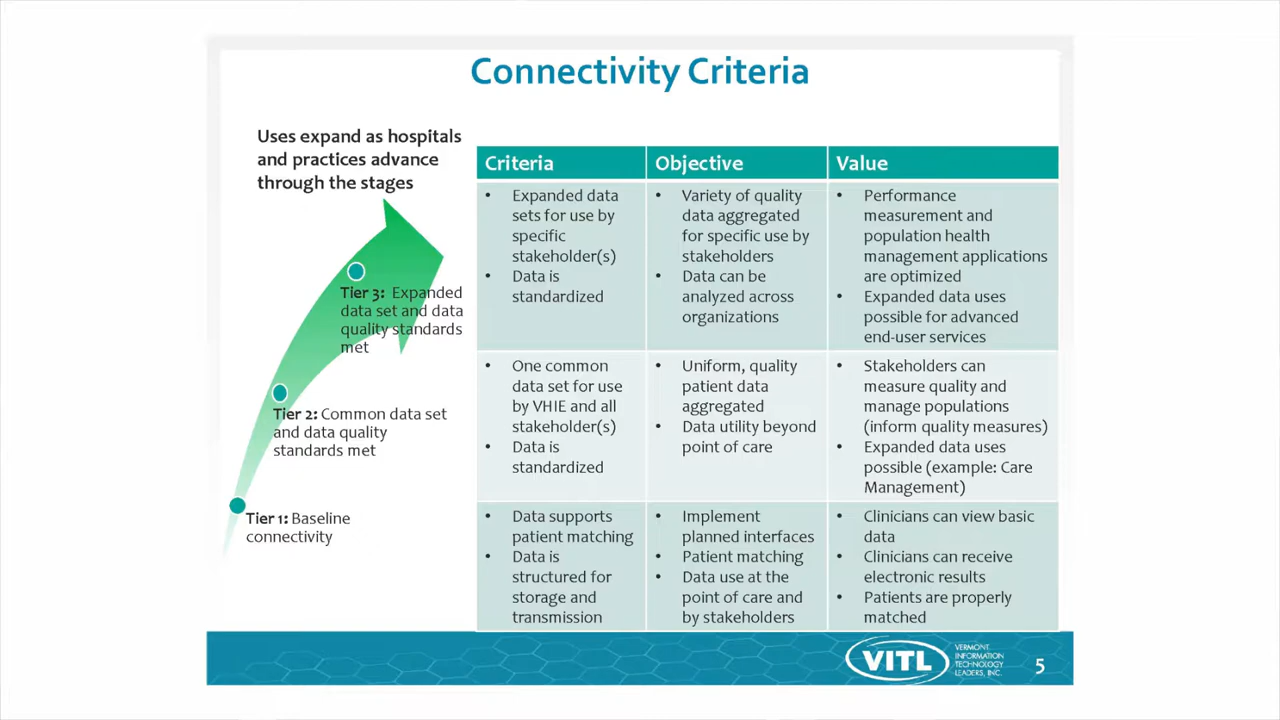 Connectivity Criteria
Uses expand as hospitals
and practices advance
through the stages
Tier 3: Expanded
data set and data
quality standards
met
Tier 2: Common data set
and data quality
standards met
Tier 1: Baseline
connectivity
Criteria
Objective
Value
• Expanded data
sets for use by
specific
stakeholder(s)
• Data is
standardized
• Variety of quality
data aggregated
for specific use by
stakeholders
• Data can be
analyzed across
organizations
• Performance
measurement and
population health
management applications
are optimized
• Expanded data uses
possible for advanced
end-user services
• One common
data set for use
by VHIE and all
stakeholder(s)
• Data is
standardized
• Uniform, quality
patient data
aggregated
• Data utility beyond
point of care
• Stakeholders can
measure quality and
manage populations
(inform quality measures)
• Expanded data uses
possible (example: Care
Management)
• Data supports
patient matching
• Data is
structured for
storage and
transmission
• Implement
planned interfaces
• Patient matching
• Data use at the
point of care and
by stakeholders
• Clinicians can view basic
data
• Clinicians can receive
electronic results
• Patients are properly
matched
VITL
VERMONT
INFORMATION
TECHNOLOGY
LEADERS, INC.
5